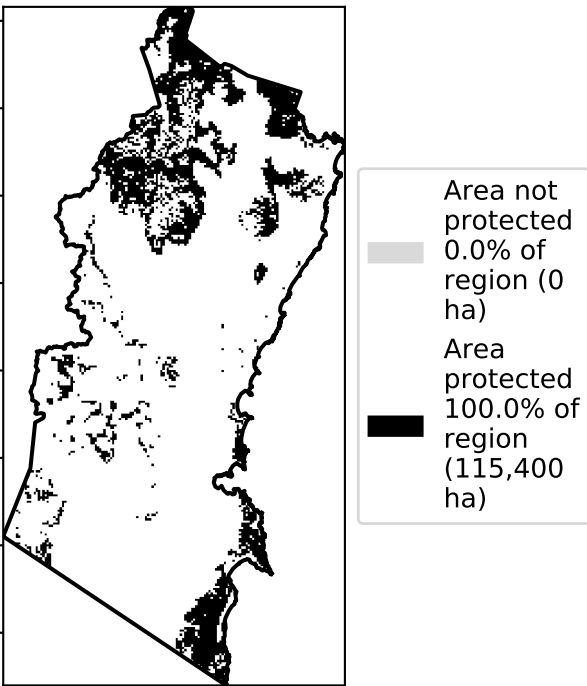 Area not
protected
0.0% of
region (0
ha)
Area
protected
100.0% of
region
(115,400
ha)